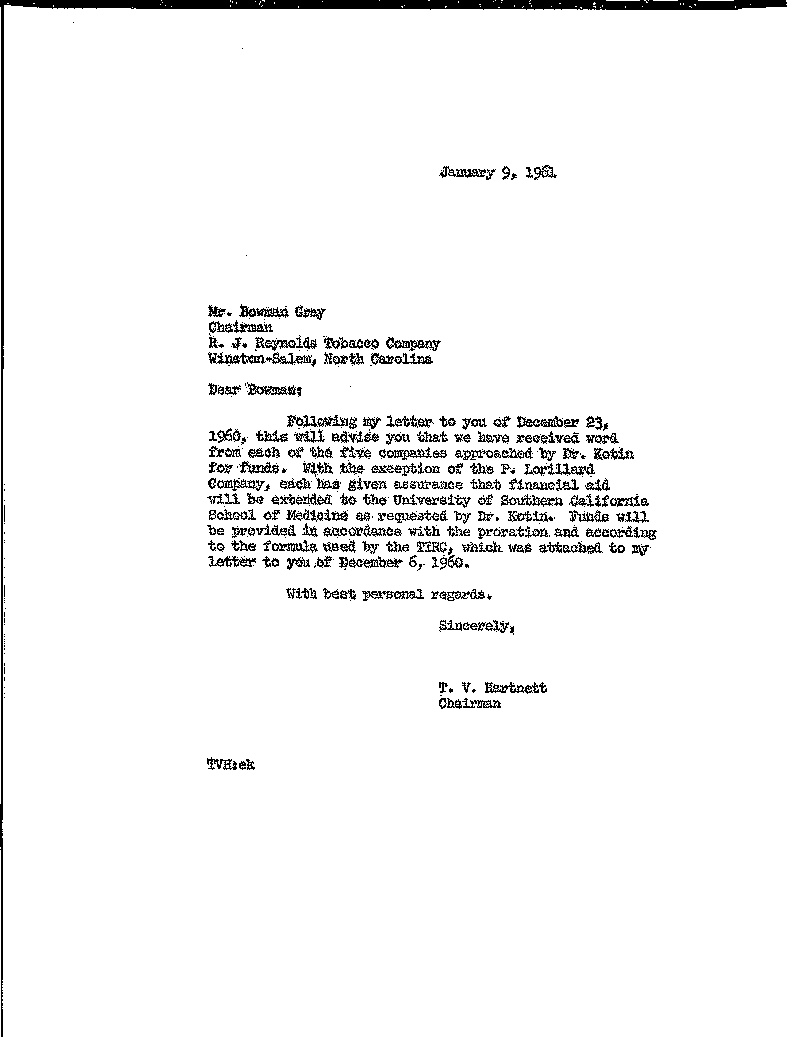 January 9, 1961
Mr. Bowman Gray
Chairman
R. J. Reynolds Tobacco Company
Winston-Salem, North Carolina
Dear Bowman:
Following my letter to you of December 23,
1960, this will advise you that we have received word
from each of the five companies approached by Dr. Kotin
for funds. With the exception of the P. Lorillard
Company, each has given assurance that financial aid
will be extended to the University of Southern California
School of Medicine as requested by Dr. Kotin. Funds will
be provided in accordance with the proration and according
to the formula used by the TIRC, which was attached to my
letter to you of December 6, 1960.
With best personal regards.
Sincerely,
T. V. Hartnett
Chairman
TVH:ek